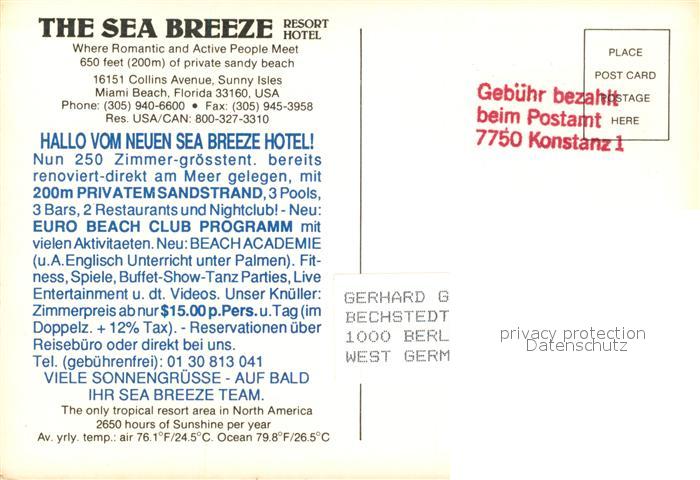 THE SEA BREEZE RESORT HOTEL
Where Romantic and Active People Meet
650 feet (200m) of private sandy beach
16151 Collins Avenue, Sunny Isles
Miami Beach, Florida 33160, USA
Phone: (305) 940-6600 • Fax: (305) 945-3958
Res. USA/CAN: 800-327-3310
HALLO VOM NEUEN SEA BREEZE HOTEL!
Nun 250 Zimmer-grösstent. bereits
renoviert-direkt am Meer gelegen, mit
200m PRIVATEM SANDSTRAND, 3 Pools,
3 Bars, 2 Restaurants und Nightclub! - Neu:
EURO BEACH CLUB PROGRAMM mit
vielen Aktivitaeten. Neu: BEACH ACADEMIE
(u.A. Englisch Unterricht unter Palmen). Fit-
ness, Spiele, Buffet-Show-Tanz Parties, Live
Entertainment u. dt. Videos. Unser Knüller:
Zimmerpreis ab nur $15.00 p.Pers. u.Tag (im
Doppelz. + 12% Tax). - Reservationen über
Reisebüro oder direkt bei uns.
Tel. (gebührenfrei): 01 30 813 041
VIELE SONNENGRÜSSE - AUF BALD
IHR SEA BREEZE TEAM.
The only tropical resort area in North America
2650 hours of Sunshine per year
Av. yrly. temp.: air 76.1°F/24.5°C. Ocean 79.8°F/26.5°C
PLACE
POST CARD
POSTAGE
HERE
Gebühr bezahlt
beim Postamt
7750 Konstanz 1
GERHARD G
BECHSTEDT
1000 BERL
WEST GERM
privacy protection
Datenschutz